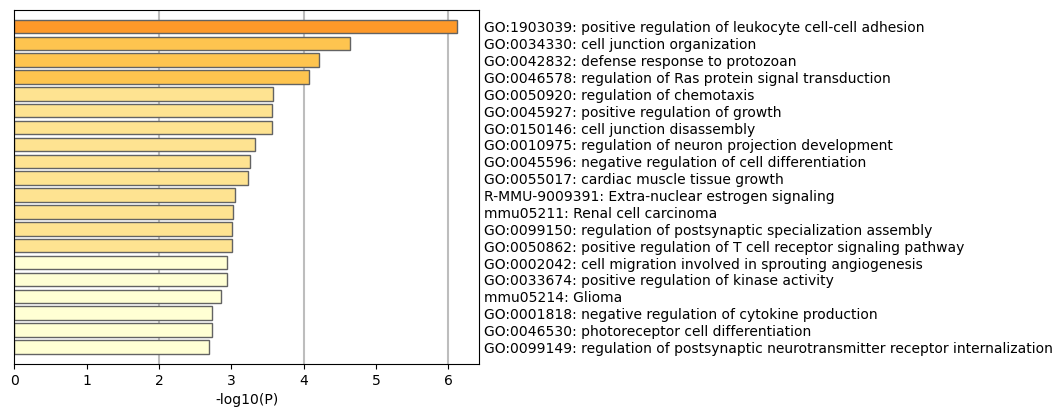 GO:1903039: positive regulation of leukocyte cell-cell adhesion
GO:0034330: cell junction organization
GO:0042832: defense response to protozoan
GO:0046578: regulation of Ras protein signal transduction
GO:0050920: regulation of chemotaxis
GO:0045927: positive regulation of growth
GO:0150146: cell junction disassembly
GO:0010975: regulation of neuron projection development
GO:0045596: negative regulation of cell differentiation
GO:0055017: cardiac muscle tissue growth
R-MMU-9009391: Extra-nuclear estrogen signaling
mmu05211: Renal cell carcinoma
GO:0099150: regulation of postsynaptic specialization assembly
GO:0050862: positive regulation of T cell receptor signaling pathway
GO:0002042: cell migration involved in sprouting angiogenesis
GO:0033674: positive regulation of kinase activity
mmu05214: Glioma
GO:0001818: negative regulation of cytokine production
GO:0046530: photoreceptor cell differentiation
GO:0099149: regulation of postsynaptic neurotransmitter receptor internalization
0 1 2 3 4 5 6
-log10(P)